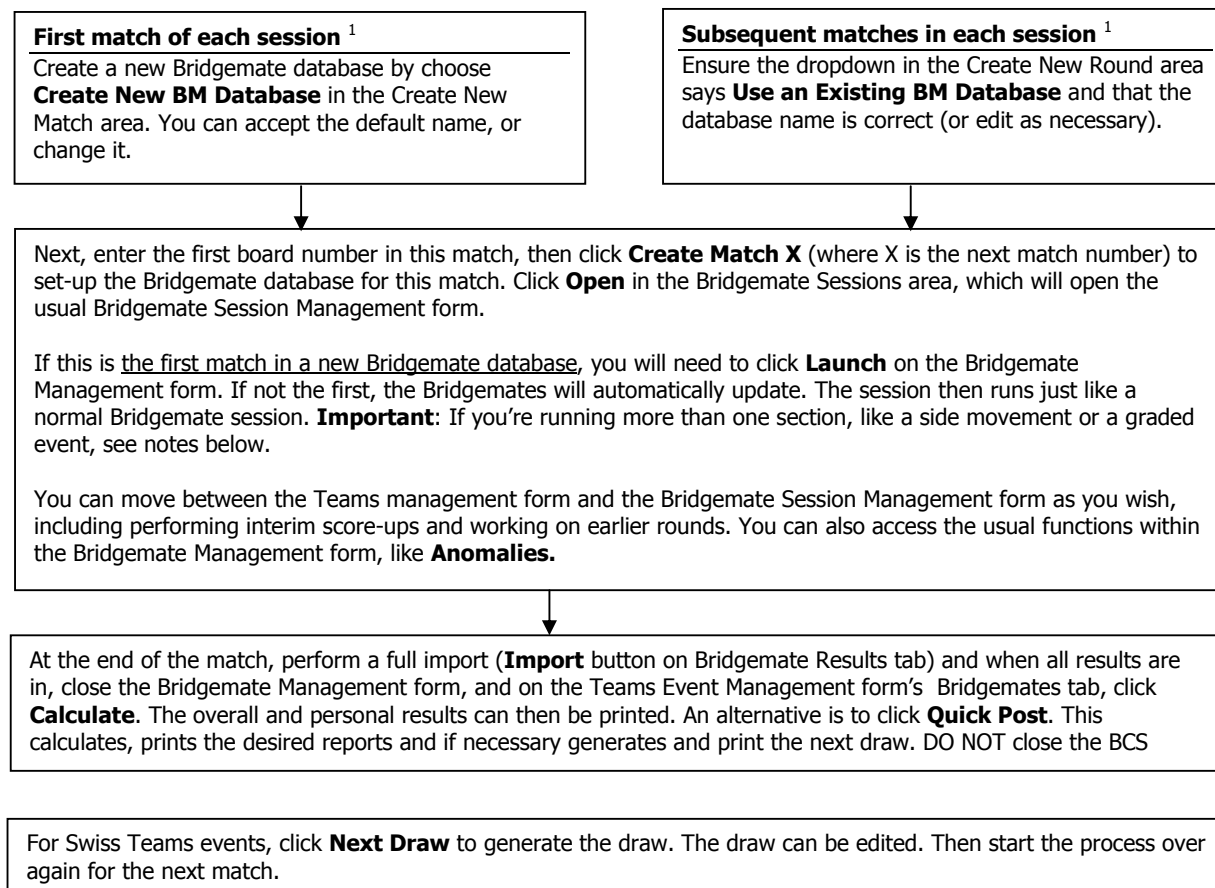 First match of each session 1
Create a new Bridgemate database by choose
Create New BM Database in the Create New
Match area. You can accept the default name, or
change it.
Subsequent matches in each session 1
Ensure the dropdown in the Create New Round area
says Use an Existing BM Database and that the
database name is correct (or edit as necessary).
Next, enter the first board number in this match, then click Create Match X (where X is the next match number) to
set-up the Bridgemate database for this match. Click Open in the Bridgemate Sessions area, which will open the
usual Bridgemate Session Management form.
If this is the first match in a new Bridgemate database, you will need to click Launch on the Bridgemate
Management form. If not the first, the Bridgemates will automatically update. The session then runs just like a
normal Bridgemate session. Important: If you're running more than one section, like a side movement or a graded
event, see notes below.
You can move between the Teams management form and the Bridgemate Session Management form as you wish,
including performing interim score-ups and working on earlier rounds. You can also access the usual functions within
the Bridgemate Management form, like Anomalies.
At the end of the match, perform a full import (Import button on Bridgemate Results tab) and when all results are
in, close the Bridgemate Management form, and on the Teams Event Management form's Bridgemates tab, click
Calculate. The overall and personal results can then be printed. An alternative is to click Quick Post. This
calculates, prints the desired reports and if necessary generates and print the next draw. DO NOT close the BCS
For Swiss Teams events, click Next Draw to generate the draw. The draw can be edited. Then start the process over
again for the next match.